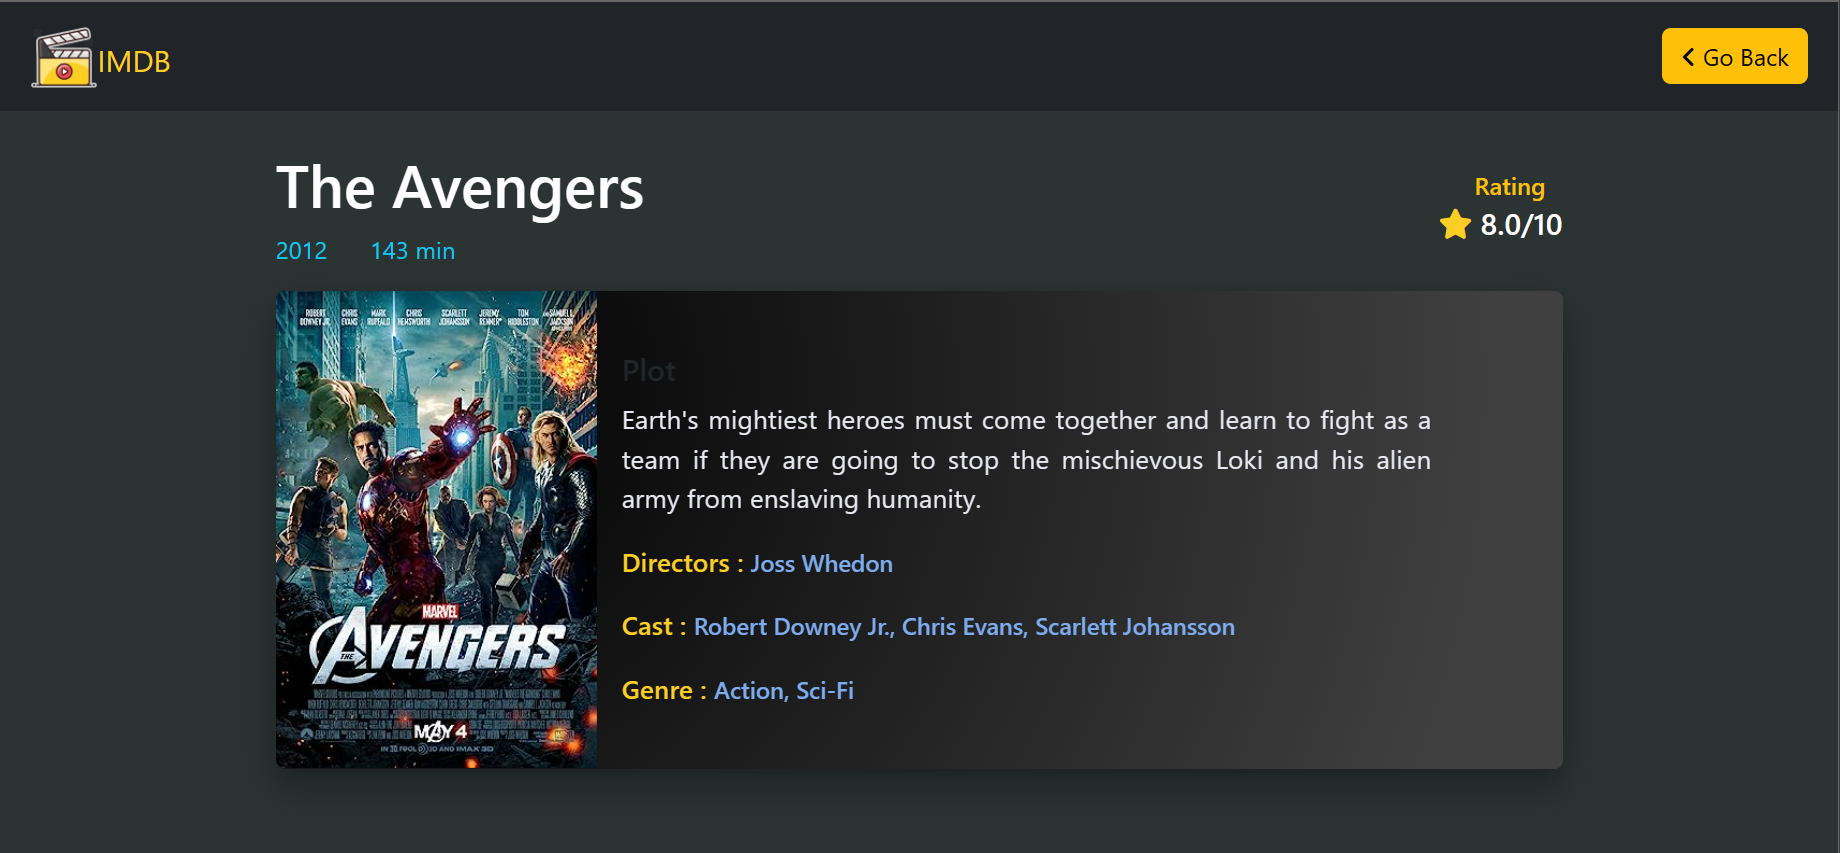 IMDB
Go Back
The Avengers
Rating
8.0/10
2012 143 min
ROBERT DOWNEY JR. CHRIS EVANS MARK RUFFALO CHRIS HEMSWORTH SCARLETT JOHANSSON JEREMY RENNER TOM HIDDLESTON AND SAMUEL L. JACKSON
MARVEL
THE AVENGERS
MAY 4
IN 3D, REAL D 3D AND IMAX 3D
Plot
Earth's mightiest heroes must come together and learn to fight as a
team if they are going to stop the mischievous Loki and his alien
army from enslaving humanity.
Directors : Joss Whedon
Cast : Robert Downey Jr., Chris Evans, Scarlett Johansson
Genre : Action, Sci-Fi